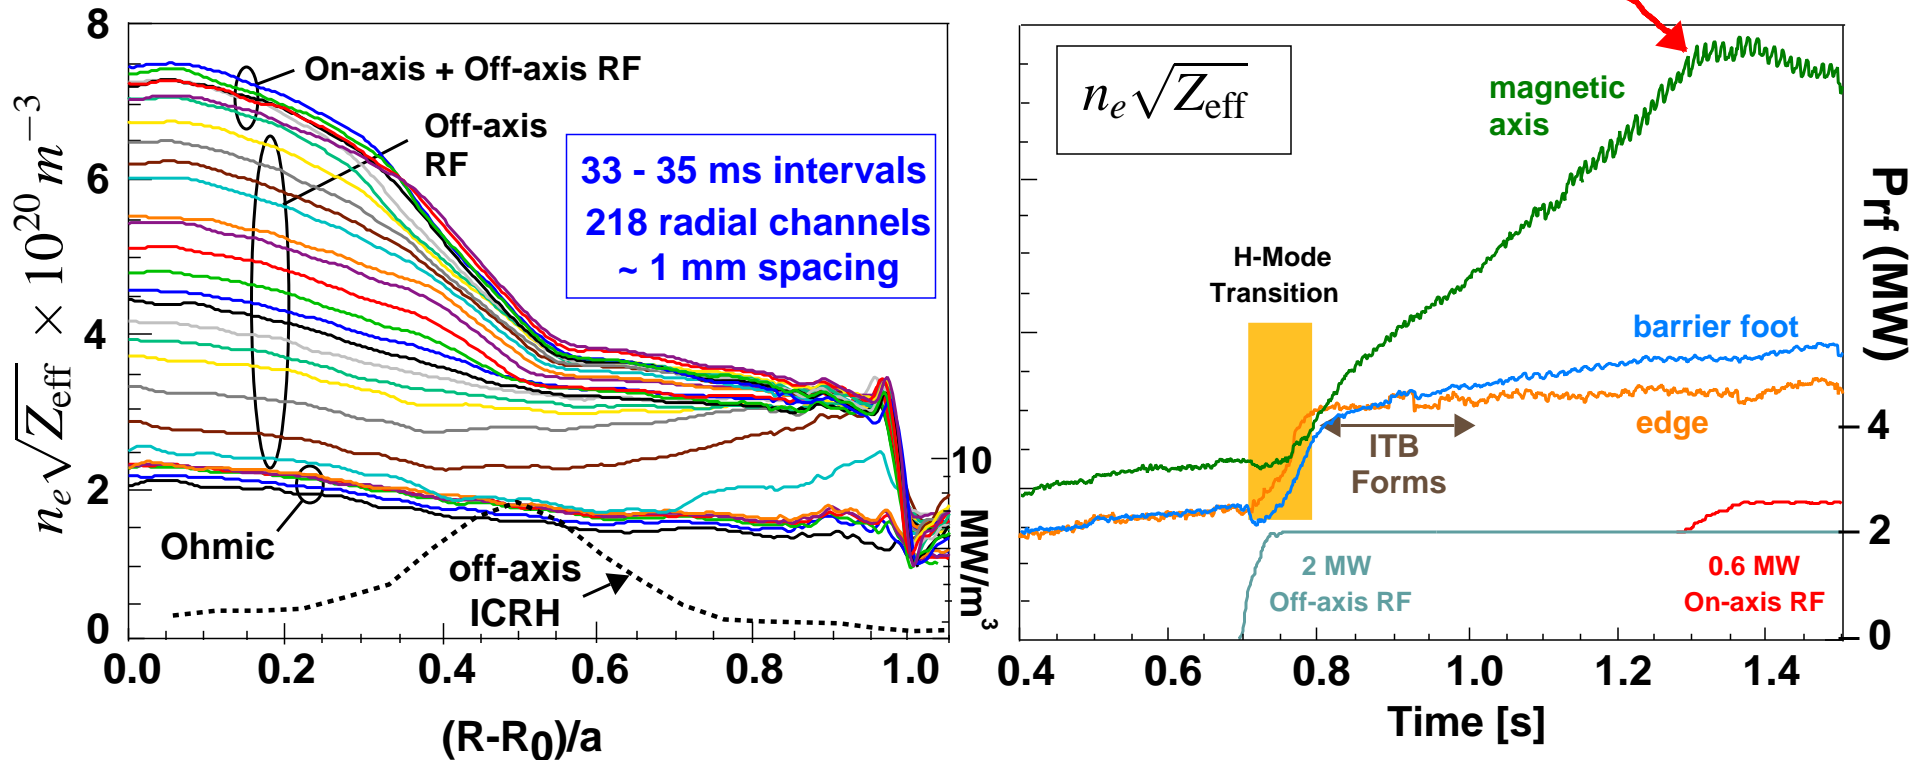 8
6
4
2
0
n_e√Z_eff × 10^20 m^−3
On-axis + Off-axis RF
Off-axis
RF
33 - 35 ms intervals
218 radial channels
~ 1 mm spacing
Ohmic
off-axis
ICRH
10
MW/m^3
0.0 0.2 0.4 0.6 0.8 1.0
(R-R0)/a
n_e√Z_eff
magnetic
axis
H-Mode
Transition
barrier foot
edge
ITB
Forms
2 MW
Off-axis RF
0.6 MW
On-axis RF
4
2
0
Prf (MW)
0.4 0.6 0.8 1.0 1.2 1.4
Time [s]